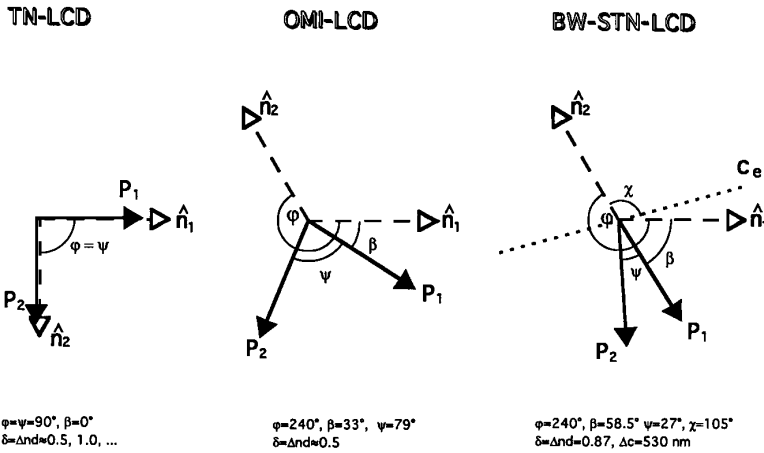 TN-LCD
OMI-LCD
BW-STN-LCD
P₁
n̂₁
φ=ψ
P₂
n̂₂
n̂₂
φ
n̂₁
β
ψ
P₁
P₂
n̂₂
χ
Cₑ
φ
n̂
ψ
β
P₁
P₂
φ=ψ=90°, β=0°
δ=Δnd≈0.5, 1.0, ...
φ=240°, β=33°, ψ=79°
δ=Δnd≈0.5
φ=240°, β=58.5° ψ=27°, χ=105°
δ=Δnd=0.87, Δc=530 nm